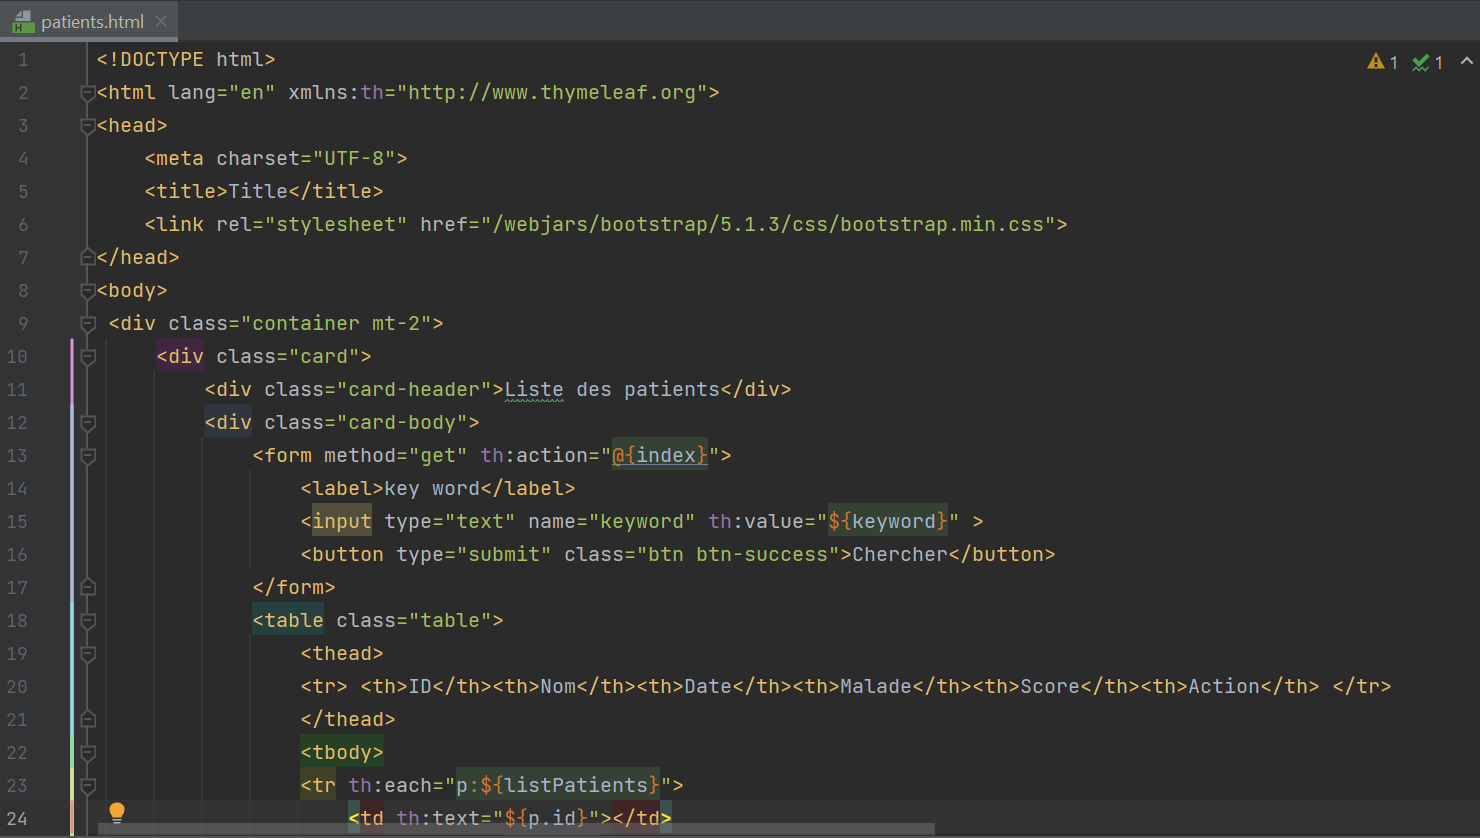 patients.html
1 <!DOCTYPE html>
2 <html lang="en" xmlns:th="http://www.thymeleaf.org">
3 <head>
4 <meta charset="UTF-8">
5 <title>Title</title>
6 <link rel="stylesheet" href="/webjars/bootstrap/5.1.3/css/bootstrap.min.css">
7 </head>
8 <body>
9 <div class="container mt-2">
10 <div class="card">
11 <div class="card-header">Liste des patients</div>
12 <div class="card-body">
13 <form method="get" th:action="@{index}">
14 <label>key word</label>
15 <input type="text" name="keyword" th:value="${keyword}" >
16 <button type="submit" class="btn btn-success">Chercher</button>
17 </form>
18 <table class="table">
19 <thead>
20 <tr> <th>ID</th><th>Nom</th><th>Date</th><th>Malade</th><th>Score</th><th>Action</th> </tr>
21 </thead>
22 <tbody>
23 <tr th:each="p:${listPatients}">
24 <td th:text="${p.id}"></td>
1 1